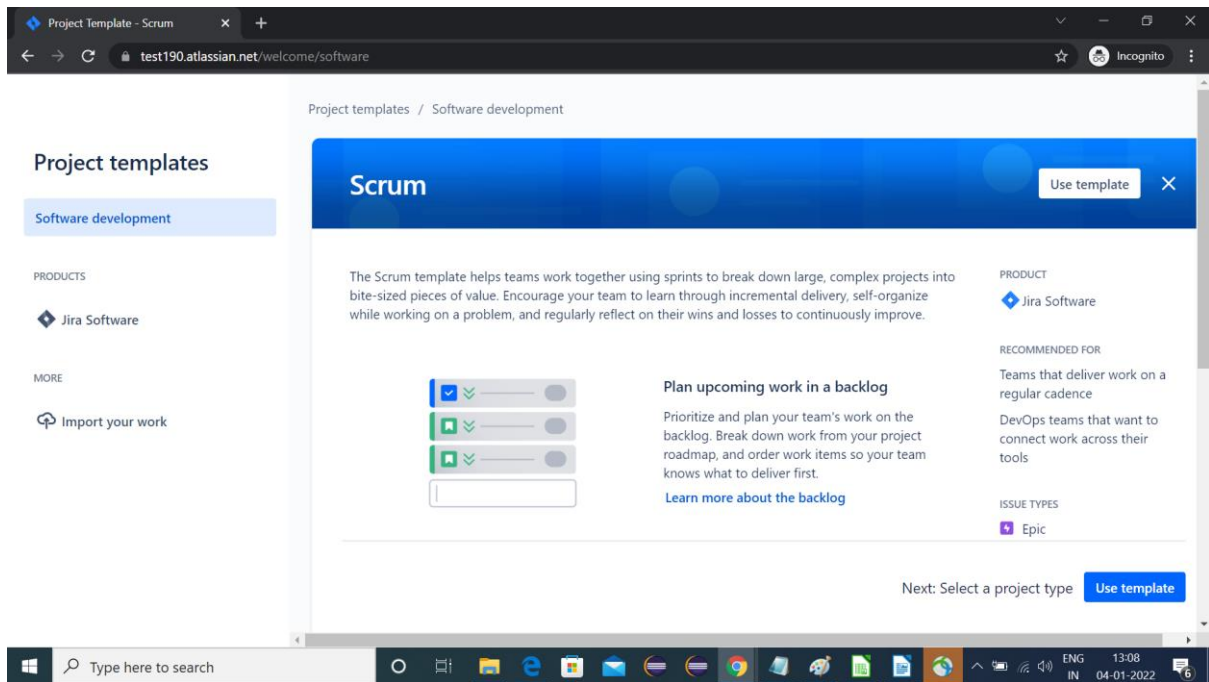 Project Template - Scrum
test190.atlassian.net/welcome/software
Incognito
Project templates / Software development
Project templates
Software development
PRODUCTS
Jira Software
MORE
Import your work
Scrum
Use template
The Scrum template helps teams work together using sprints to break down large, complex projects into
bite-sized pieces of value. Encourage your team to learn through incremental delivery, self-organize
while working on a problem, and regularly reflect on their wins and losses to continuously improve.
Plan upcoming work in a backlog
Prioritize and plan your team's work on the
backlog. Break down work from your project
roadmap, and order work items so your team
knows what to deliver first.
Learn more about the backlog
PRODUCT
Jira Software
RECOMMENDED FOR
Teams that deliver work on a
regular cadence
DevOps teams that want to
connect work across their
tools
ISSUE TYPES
Epic
Next: Select a project type
Use template
Type here to search
ENG
IN
13:08
04-01-2022
6